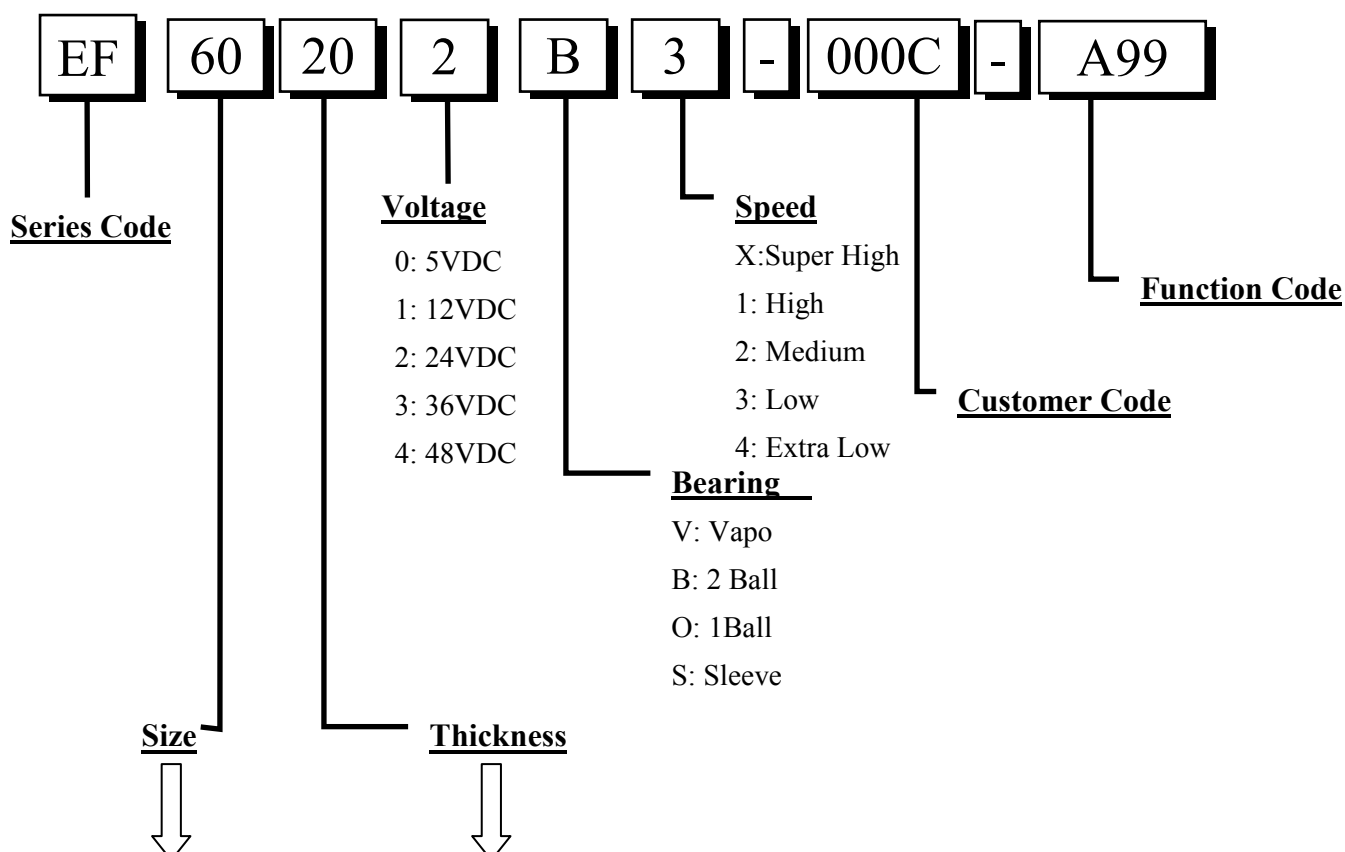 EF 60 20 2 B 3 - 000C - A99
Series Code
Voltage
0: 5VDC
1: 12VDC
2: 24VDC
3: 36VDC
4: 48VDC
Speed
X:Super High
1: High
2: Medium
3: Low
4: Extra Low
Function Code
Customer Code
Bearing
V: Vapo
B: 2 Ball
O: 1Ball
S: Sleeve
Size
Thickness